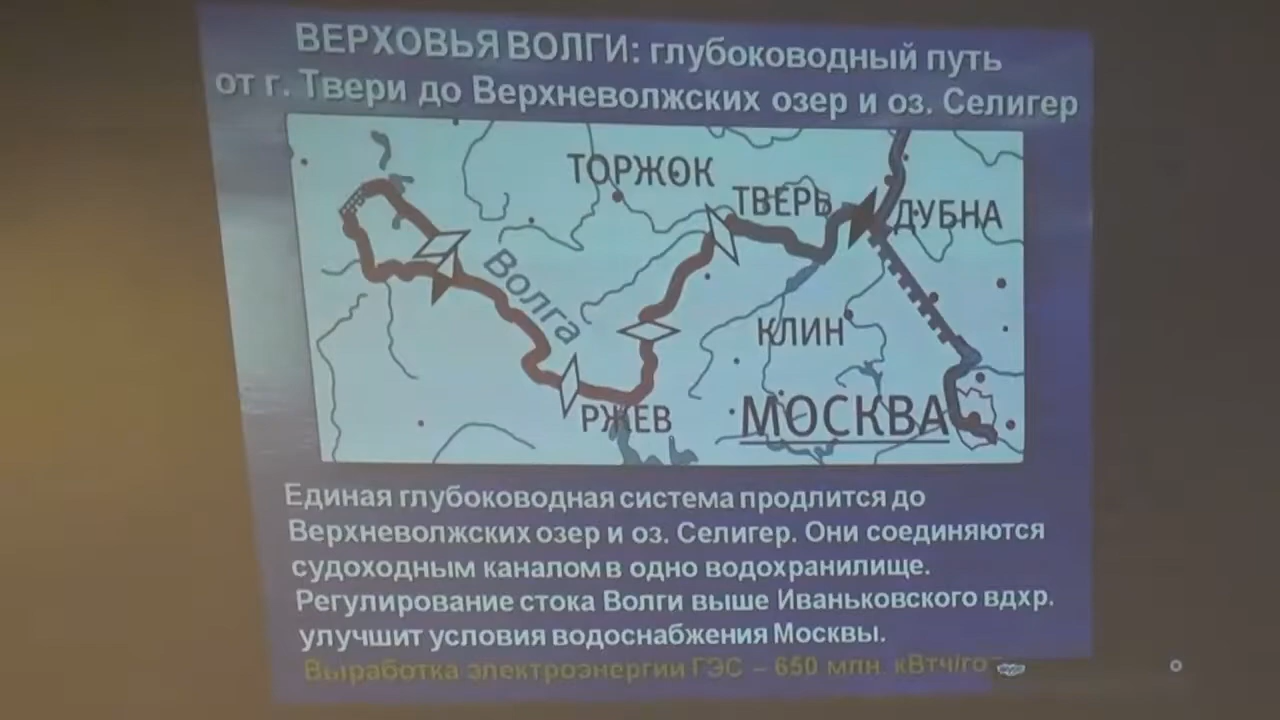 ВЕРХОВЬЯ ВОЛГИ: глубоководный путь
от г. Твери до Верхневолжских озер и оз. Селигер
ТОРЖОК
ТВЕРЬ
ДУБНА
Волга
КЛИН
РЖЕВ
МОСКВА
Единая глубоководная система продлится до
Верхневолжских озер и оз. Селигер. Они соединяются
судоходным каналом в одно водохранилище.
Регулирование стока Волги выше Иваньковского вдхр.
улучшит условия водоснабжения Москвы.
Выработка электроэнергии ГЭС – 650 млн. кВтч/го